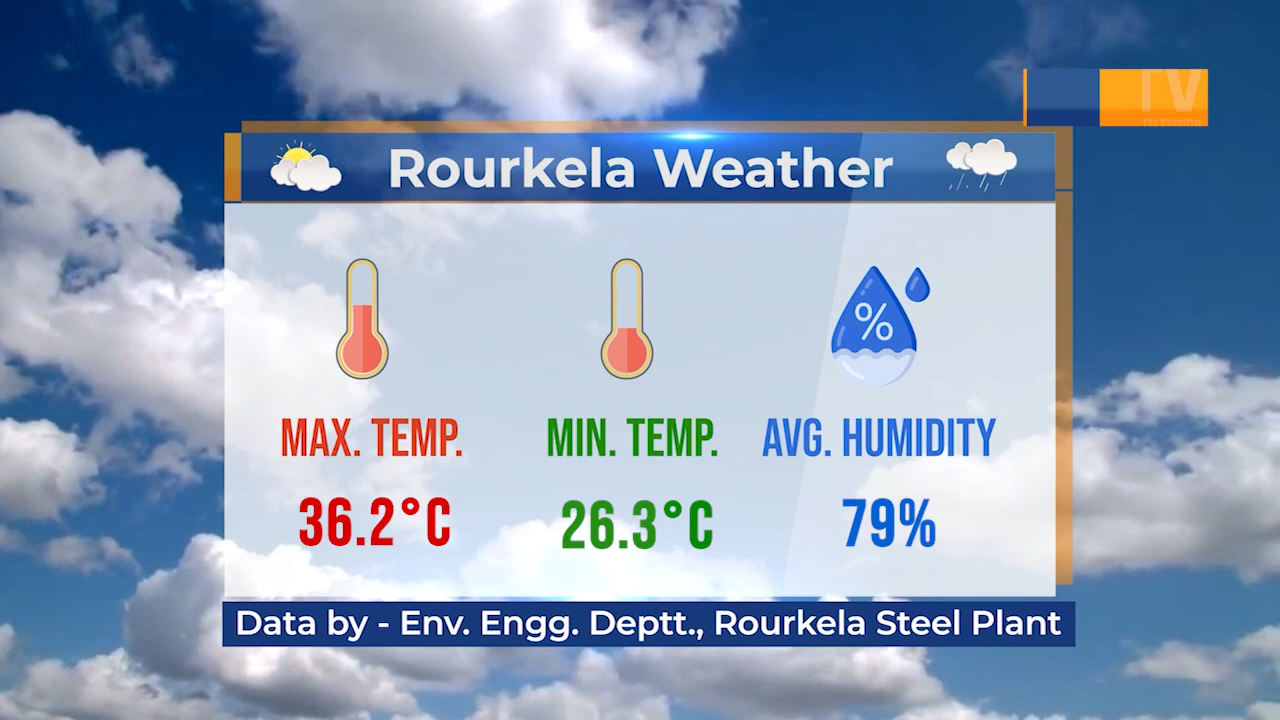 TV
TELEVISION
Rourkela Weather
%
MAX. TEMP.
MIN. TEMP.
AVG. HUMIDITY
36.2°C
26.3°C
79%
Data by - Env. Engg. Deptt., Rourkela Steel Plant